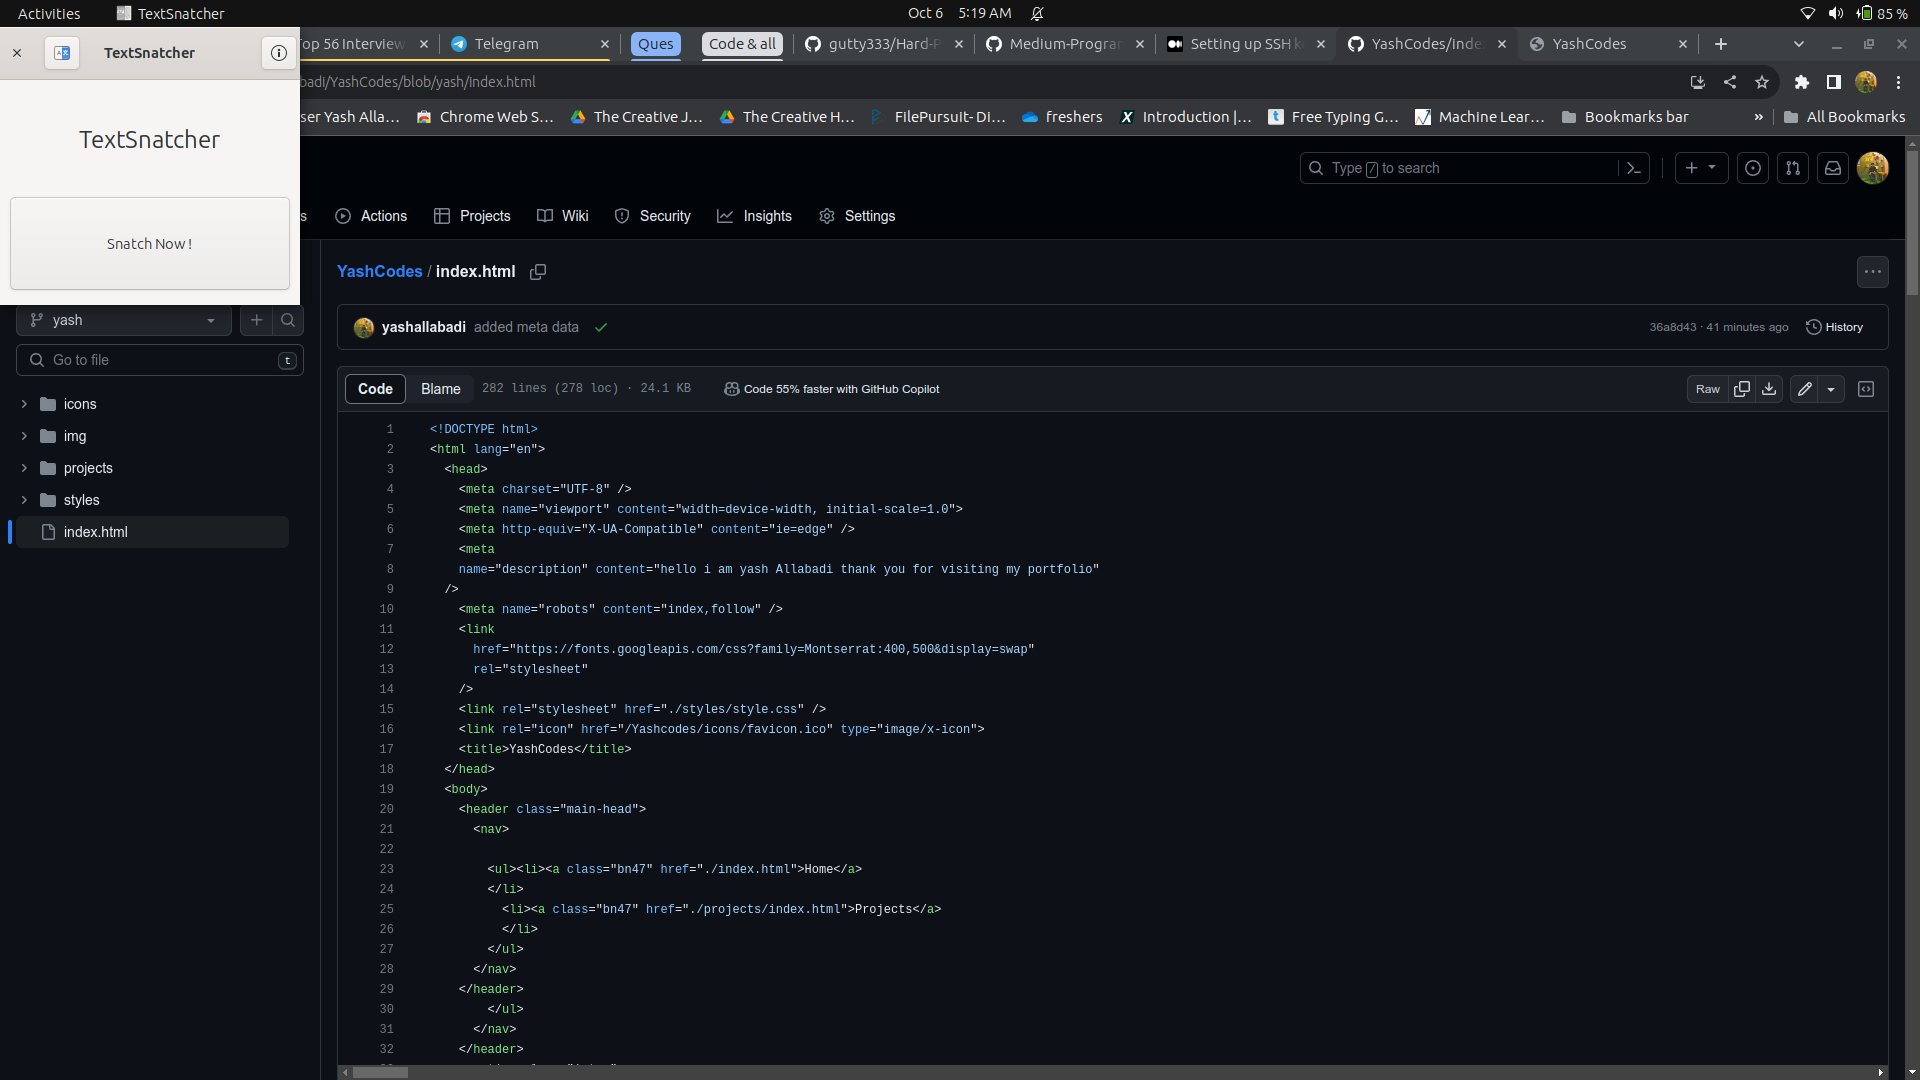 Activities TextSnatcher Oct 6 5:19 AM 85 %
TextSnatcher
op 56 Interview Telegram Ques Code & all gutty333/Hard-P Medium-Progra Setting up SSH k YashCodes/inde YashCodes
adi/YashCodes/blob/yash/index.html
ser Yash Alla... Chrome Web S... The Creative J... The Creative H... FilePursuit- Di... freshers Introduction |... Free Typing G... Machine Lear... Bookmarks bar » All Bookmarks
TextSnatcher
Snatch Now !
Type / to search
s Actions Projects Wiki Security Insights Settings
YashCodes / index.html
yash
Go to file t
icons
img
projects
styles
index.html
yashallabadi added meta data 36a8d43 · 41 minutes ago History
Code Blame 282 lines (278 loc) · 24.1 KB Code 55% faster with GitHub Copilot Raw
1 <!DOCTYPE html>
2 <html lang="en">
3 <head>
4 <meta charset="UTF-8" />
5 <meta name="viewport" content="width=device-width, initial-scale=1.0">
6 <meta http-equiv="X-UA-Compatible" content="ie=edge" />
7 <meta
8 name="description" content="hello i am yash Allabadi thank you for visiting my portfolio"
9 />
10 <meta name="robots" content="index,follow" />
11 <link
12 href="https://fonts.googleapis.com/css?family=Montserrat:400,500&display=swap"
13 rel="stylesheet"
14 />
15 <link rel="stylesheet" href="./styles/style.css" />
16 <link rel="icon" href="/Yashcodes/icons/favicon.ico" type="image/x-icon">
17 <title>YashCodes</title>
18 </head>
19 <body>
20 <header class="main-head">
21 <nav>
22
23 <ul><li><a class="bn47" href="./index.html">Home</a>
24 </li>
25 <li><a class="bn47" href="./projects/index.html">Projects</a>
26 </li>
27 </ul>
28 </nav>
29 </header>
30 </ul>
31 </nav>
32 </header>